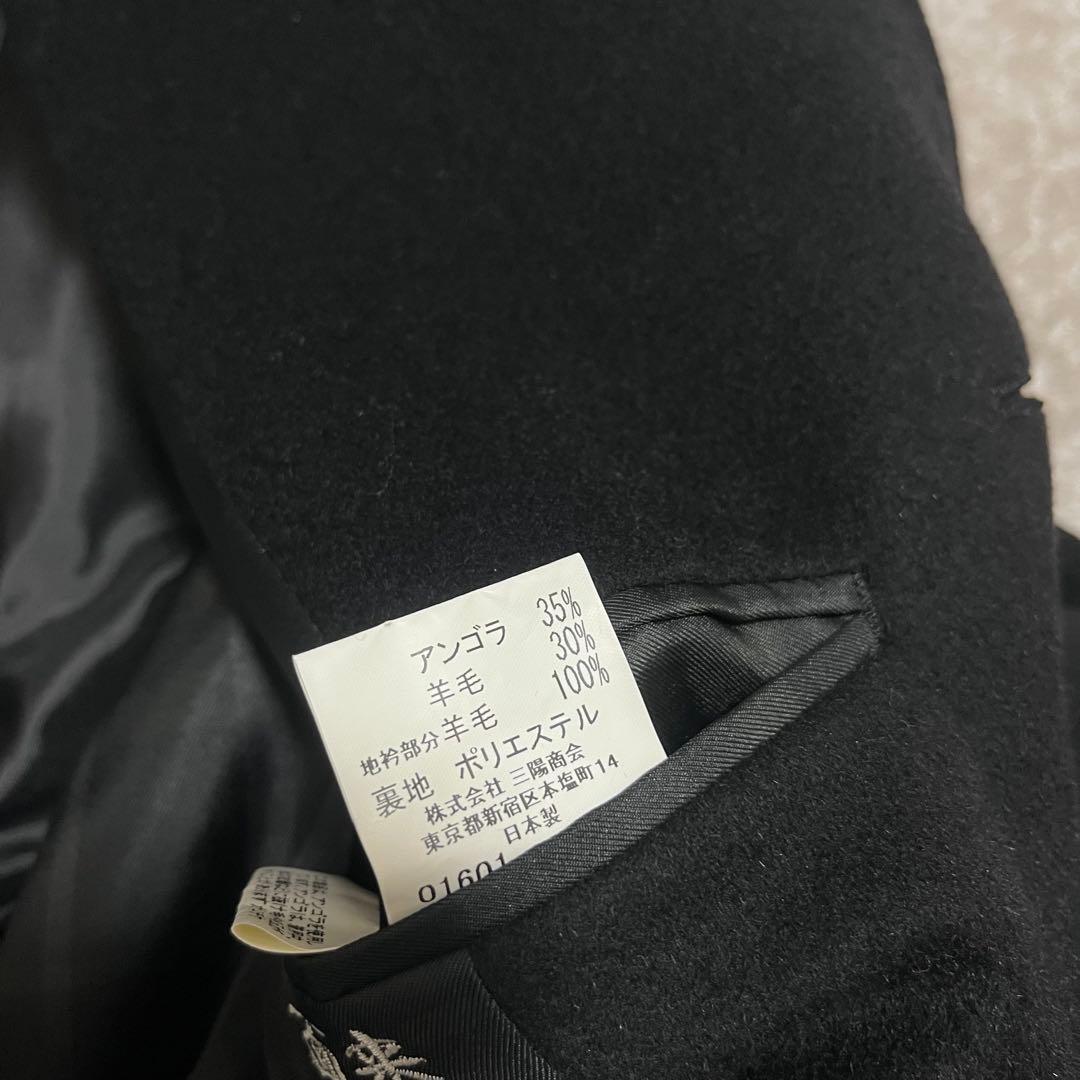 アンゴラ 35%
羊毛 30%
地衿部分 羊毛 100%
裏地 ポリエステル
株式会社 三陽商会
東京都新宿区本塩町14
日本製
01601